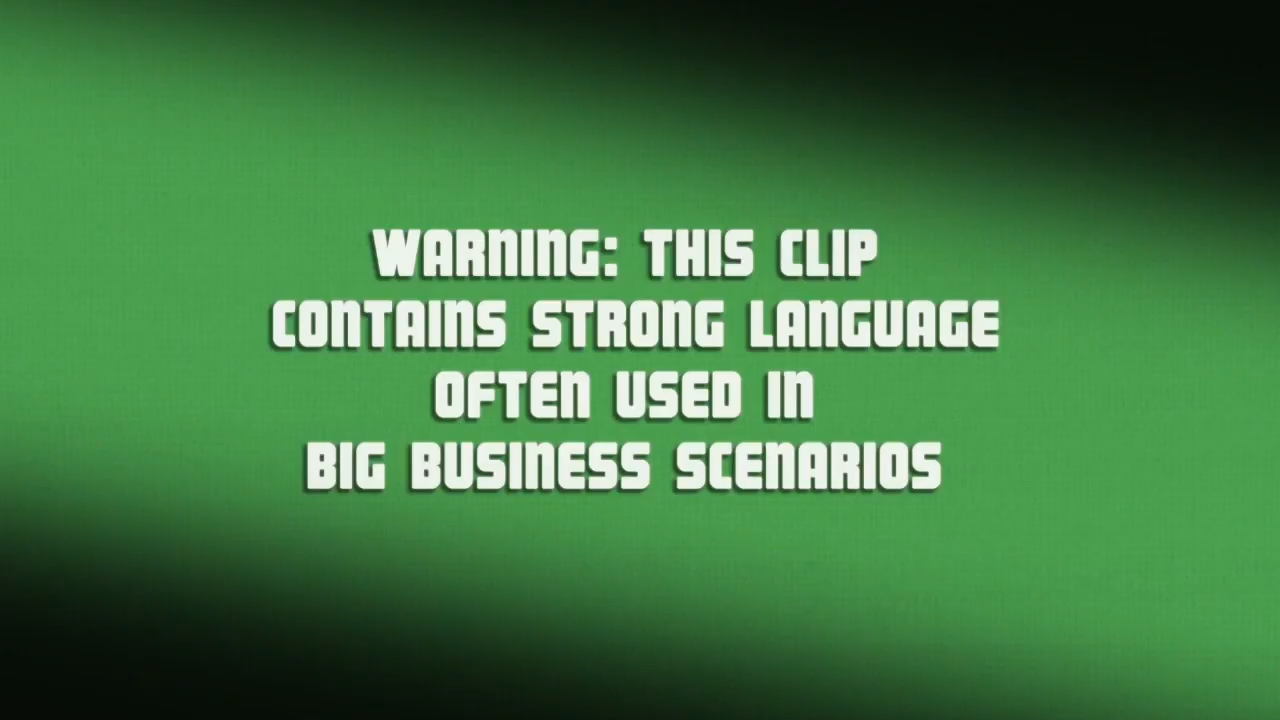 WARNING: THIS CLIP
CONTAINS STRONG LANGUAGE
OFTEN USED IN
BIG BUSINESS SCENARIOS